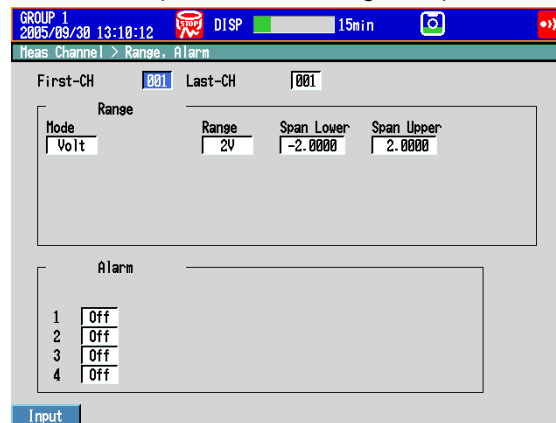 GROUP 1
2005/09/30 13:10:12 STOP DISP 15min
Meas Channel > Range, Alarm
First-CH 001 Last-CH 001
Range
Mode Range Span Lower Span Upper
Volt 2V -2.0000 2.0000
Alarm
1 Off
2 Off
3 Off
4 Off
Input